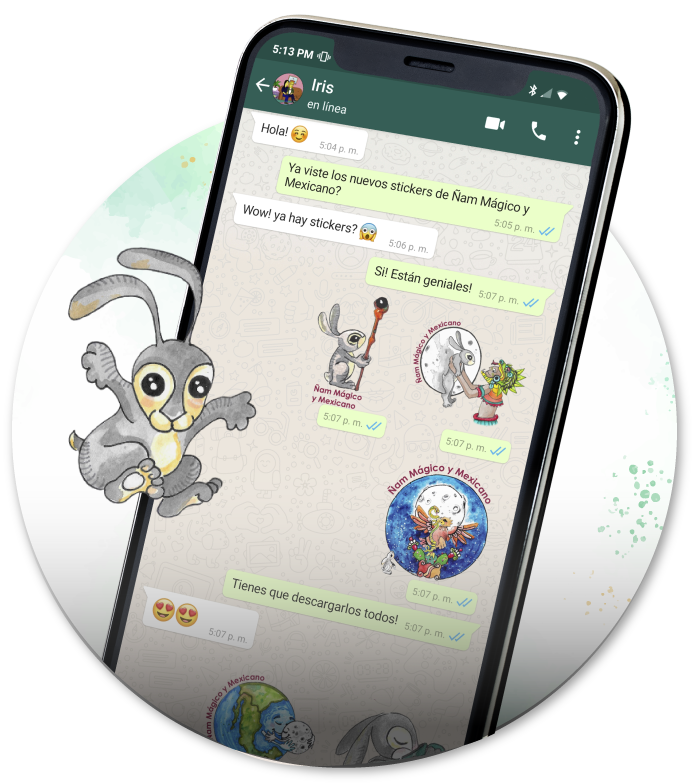 5:13 PM
Iris
en línea
Hola! 😊
5:04 p. m.
Ya viste los nuevos stickers de Ñam Mágico y
Mexicano?
5:05 p. m.
Wow! ya hay stickers? 😱
5:06 p. m.
Si! Están geniales!
5:07 p. m.
Ñam Mágico
y Mexicano
5:07 p. m.
Ñam Mágico y Mexicano
5:07 p. m.
Ñam Mágico y Mexicano
5:07 p. m.
Tienes que descargarlos todos!
5:07 p. m.
😍😍
5:07 p. m.
Ñam Mágico y Mexicano